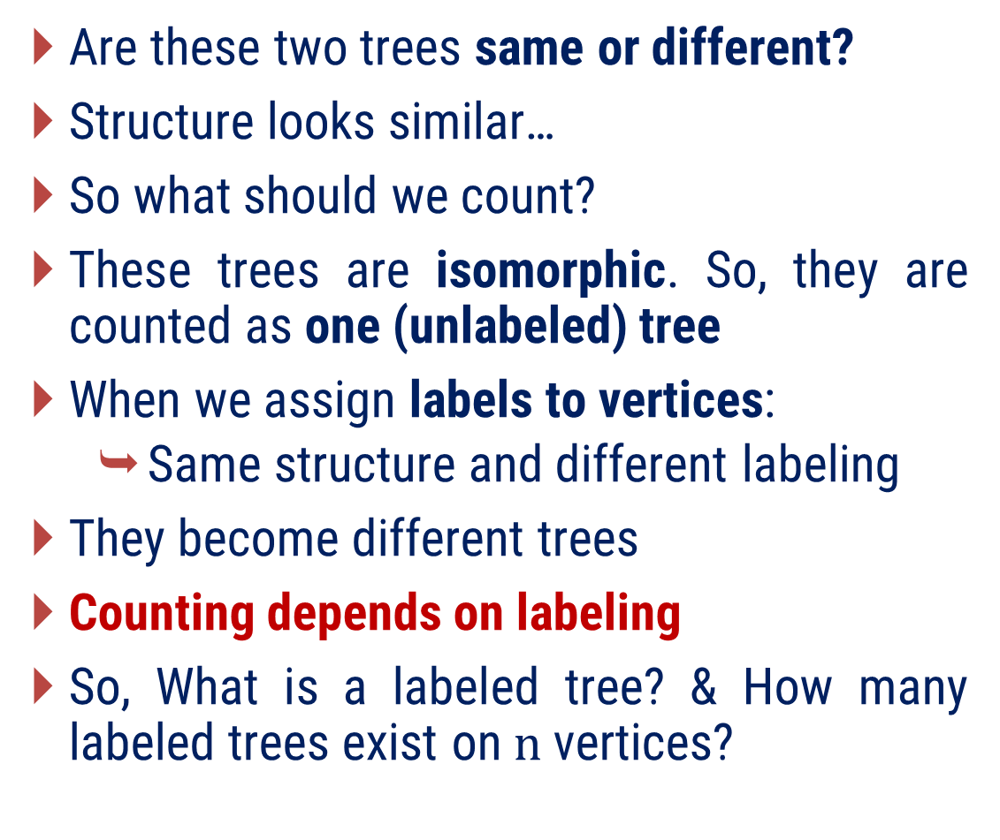 Are these two trees same or different?
Structure looks similar…
So what should we count?
These trees are isomorphic. So, they are
counted as one (unlabeled) tree
When we assign labels to vertices:
Same structure and different labeling
They become different trees
Counting depends on labeling
So, What is a labeled tree? & How many
labeled trees exist on n vertices?